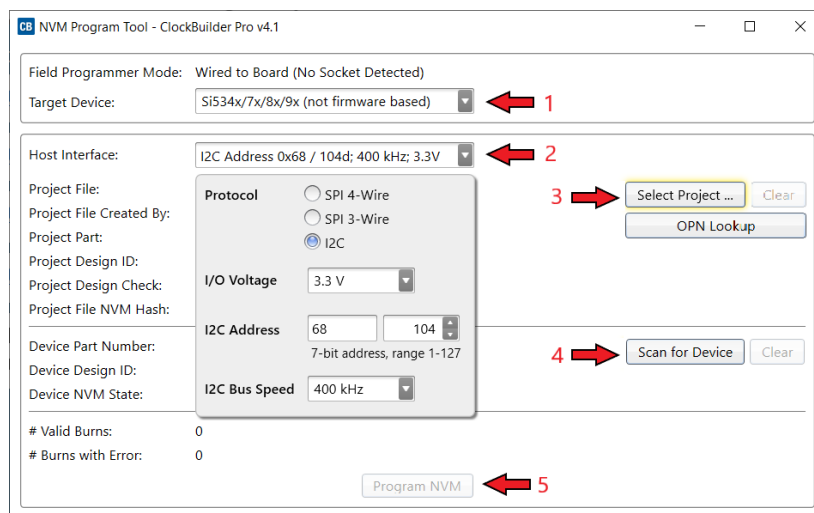 CB NVM Program Tool - ClockBuilder Pro v4.1
Field Programmer Mode: Wired to Board (No Socket Detected)
Target Device: Si534x/7x/8x/9x (not firmware based) 1
Host Interface: I2C Address 0x68 / 104d; 400 kHz; 3.3V 2
Project File: Protocol SPI 4-Wire 3 Select Project ... Clear
Project File Created By: SPI 3-Wire OPN Lookup
Project Part: I2C
Project Design ID:
Project Design Check: I/O Voltage 3.3 V
Project File NVM Hash:
I2C Address 68 104
Device Part Number: 7-bit address, range 1-127 4 Scan for Device Clear
Device Design ID:
Device NVM State: I2C Bus Speed 400 kHz
# Valid Burns: 0
# Burns with Error: 0
Program NVM 5